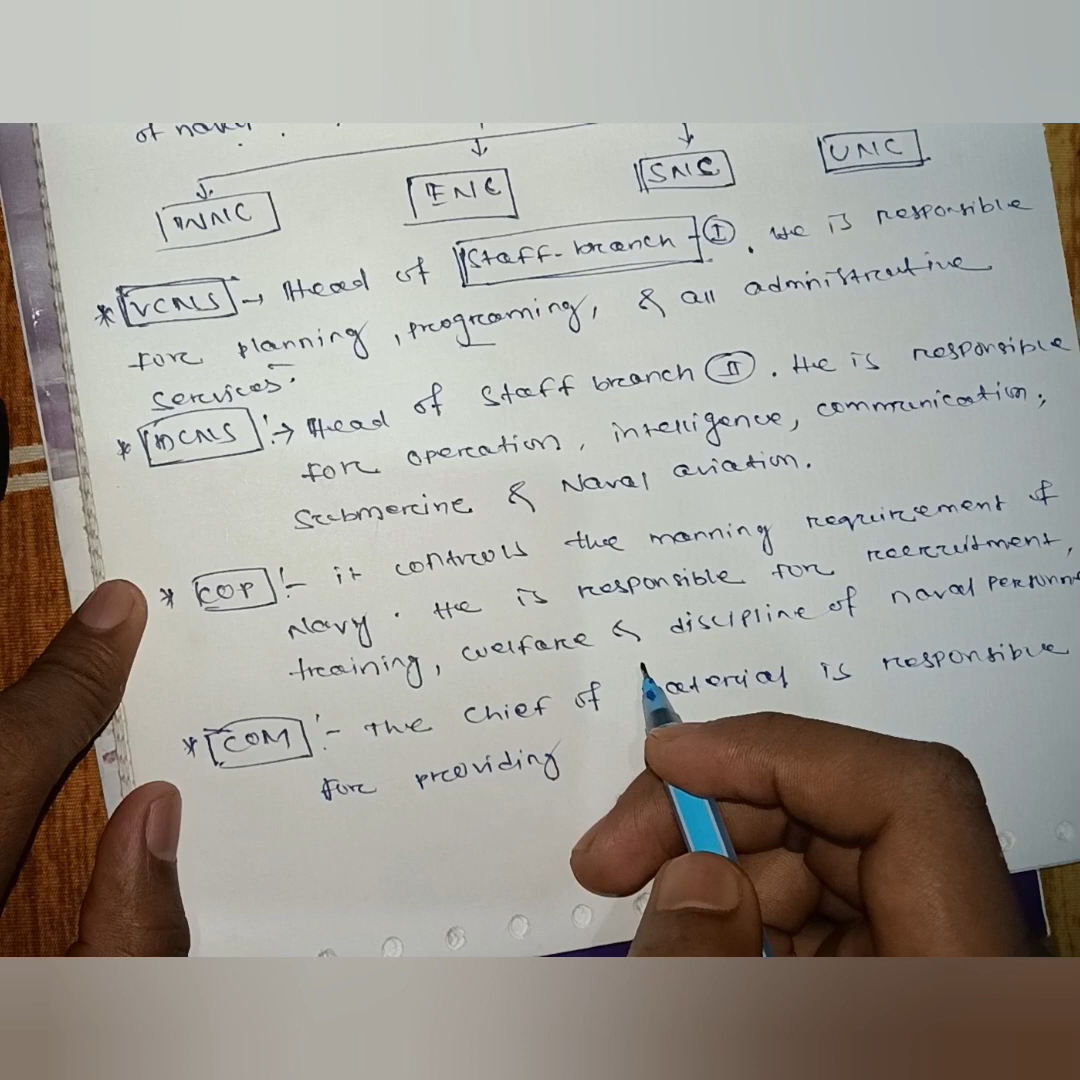 of navy.
WNC ENC SNC UNC
* VCNS → Head of Staff-branch - I. He is responsible
for planning, programing, & all administrative
services.
* DCNS :→ Head of Staff branch II. He is responsible
for operation, intelligence, communication,
Submarine & Naval aviation.
* COP :- it controls the manning requirement of
Navy. He is responsible for recruitment,
training, welfare & discipline of naval personne
* COM :- The Chief of aterial is responsible
for providing